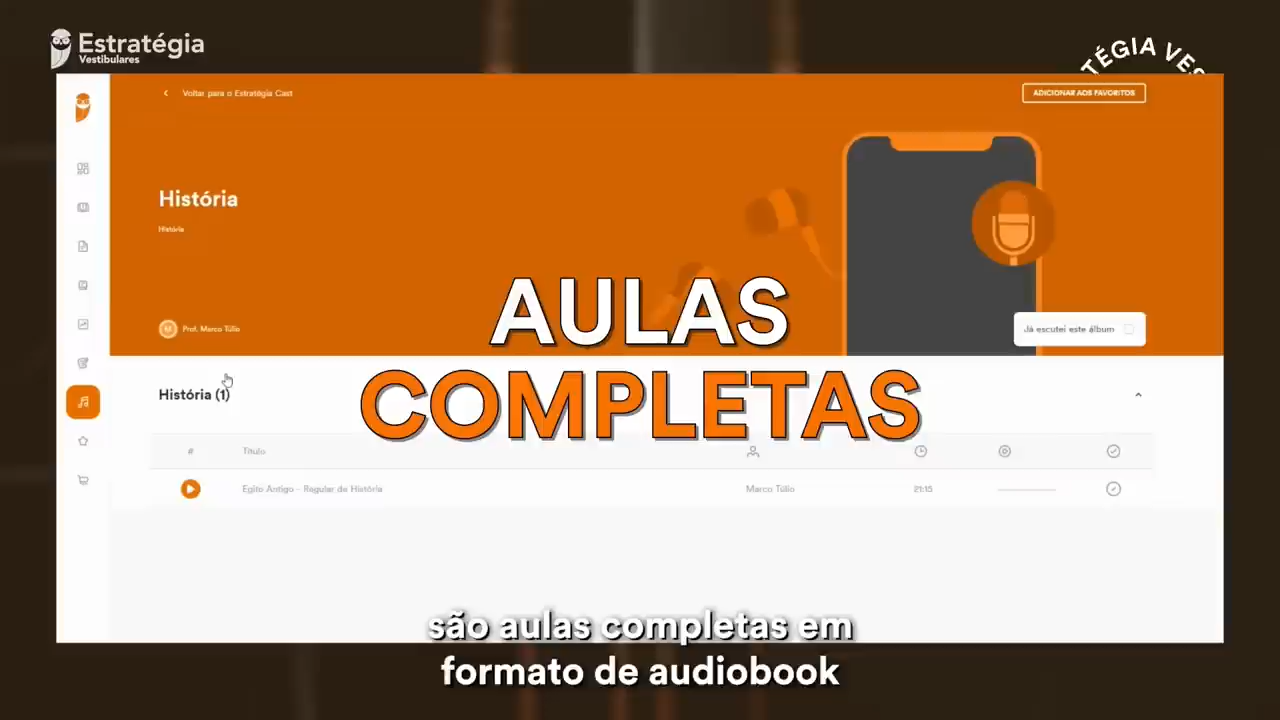 Estratégia
Vestibulares
TÉGIA VES
Voltar para o Estratégia Cast
ADICIONAR AOS FAVORITOS
História
História
Prof. Marco Túlio
Já escutei este álbum
AULAS
COMPLETAS
História (1)
# Título
Egito Antigo - Regular de História Marco Túlio 21:15
são aulas completas em
formato de audiobook